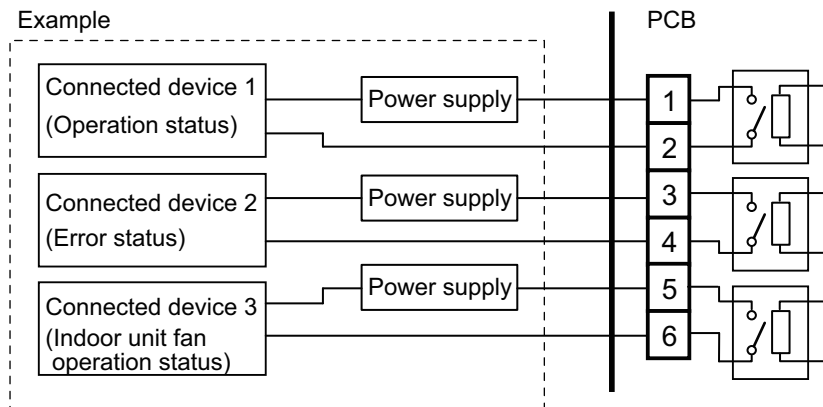 Example
PCB
Connected device 1
(Operation status)
Power supply
1
2
Connected device 2
(Error status)
Power supply
3
4
Connected device 3
(Indoor unit fan
operation status)
Power supply
5
6